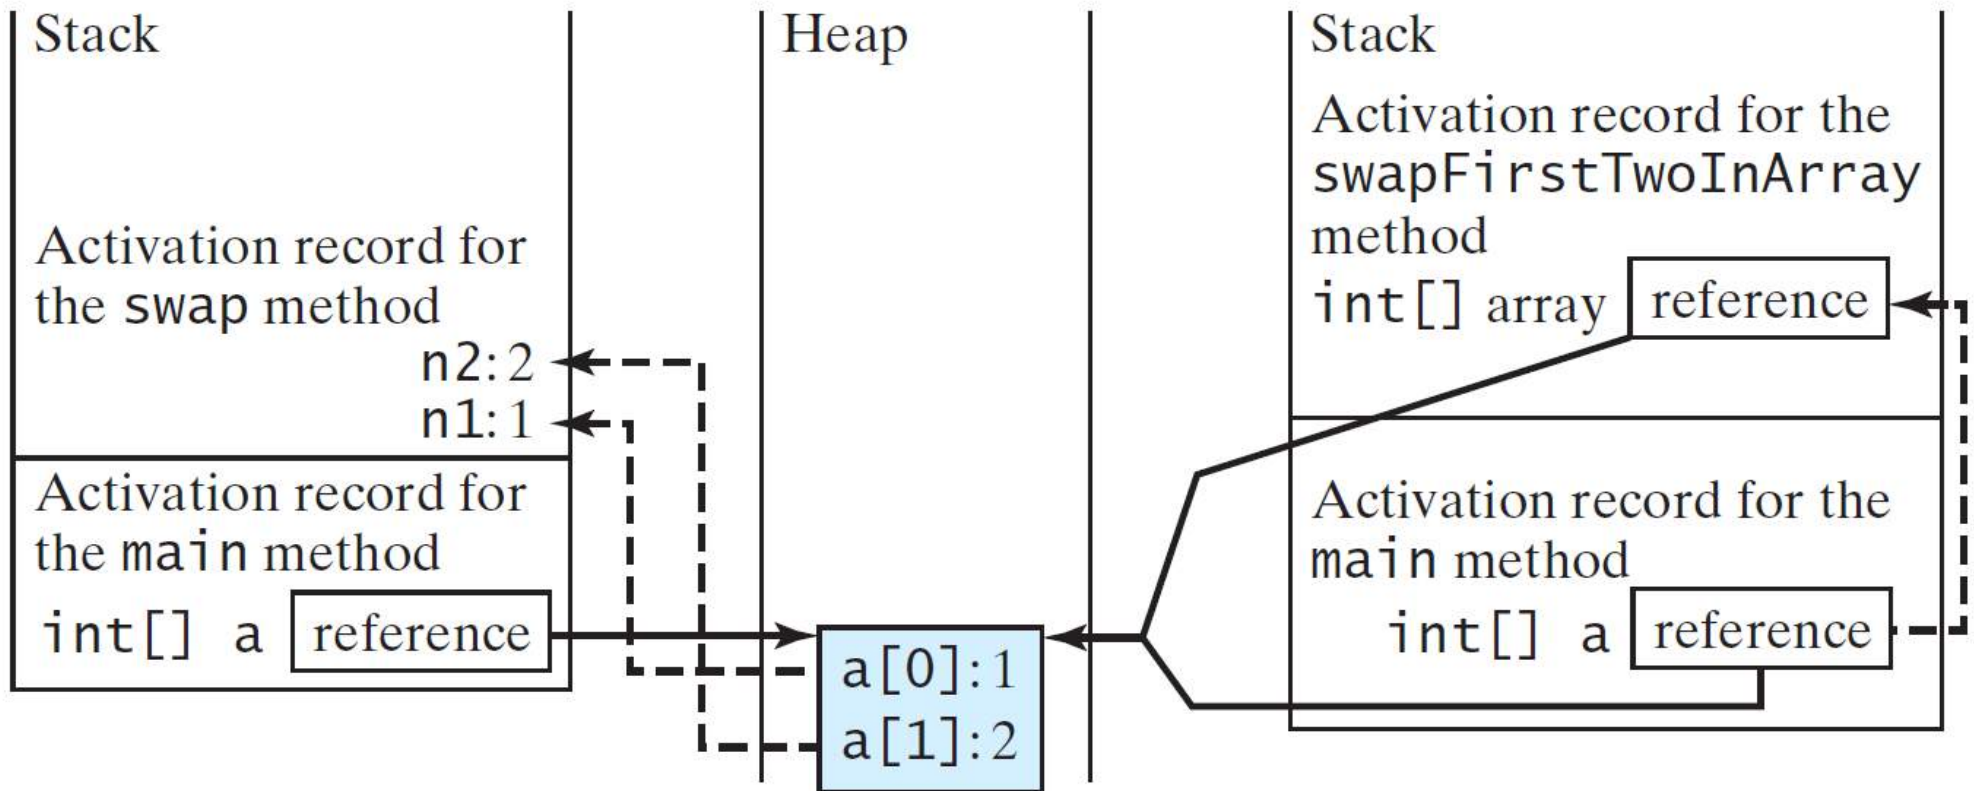 Stack
Activation record for
the swap method
n2: 2
n1: 1
Activation record for
the main method
int[] a reference
Heap
a[0]: 1
a[1]: 2
Stack
Activation record for the
swapFirstTwoInArray
method
int[] array reference
Activation record for the
main method
int[] a reference